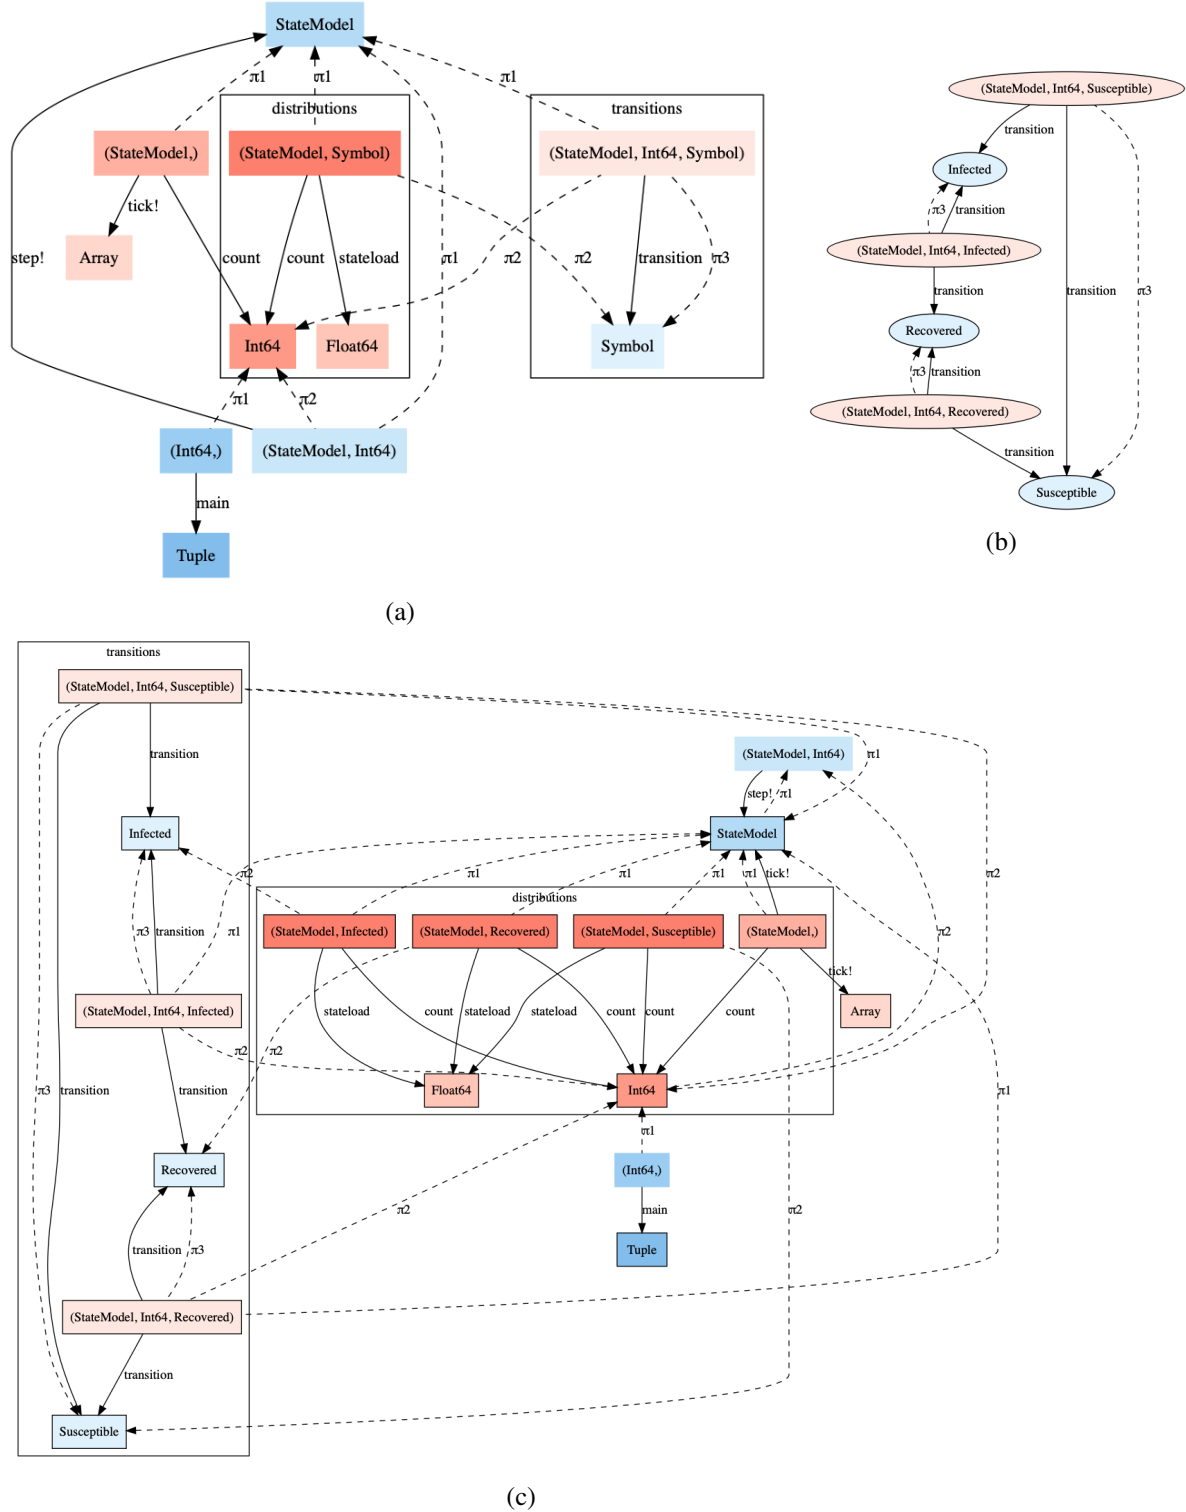 StateModel
π1
π1
π1
distributions
transitions
(StateModel,)
(StateModel, Symbol)
(StateModel, Int64, Symbol)
tick!
step!
Array
count
count
stateload
π1
π2
π2
transition
π3
Int64
Float64
Symbol
π1
π2
(Int64,)
(StateModel, Int64)
main
Tuple
(a)
(StateModel, Int64, Susceptible)
transition
Infected
π3
transition
(StateModel, Int64, Infected)
transition
transition
π3
Recovered
π3
transition
(StateModel, Int64, Recovered)
transition
Susceptible
(b)
transitions
(StateModel, Int64, Susceptible)
transition
(StateModel, Int64)
π1
step!
π1
Infected
StateModel
π2
π1
π1
π1
π1
tick!
π2
distributions
π3
transition
π1
(StateModel, Infected)
(StateModel, Recovered)
(StateModel, Susceptible)
(StateModel,)
π2
tick!
(StateModel, Int64, Infected)
stateload
count
stateload
stateload
count
count
count
Array
π2
π2
π3
transition
transition
Float64
Int64
π1
π1
Recovered
(Int64,)
π2
main
π2
transition
π3
Tuple
(StateModel, Int64, Recovered)
transition
Susceptible
(c)